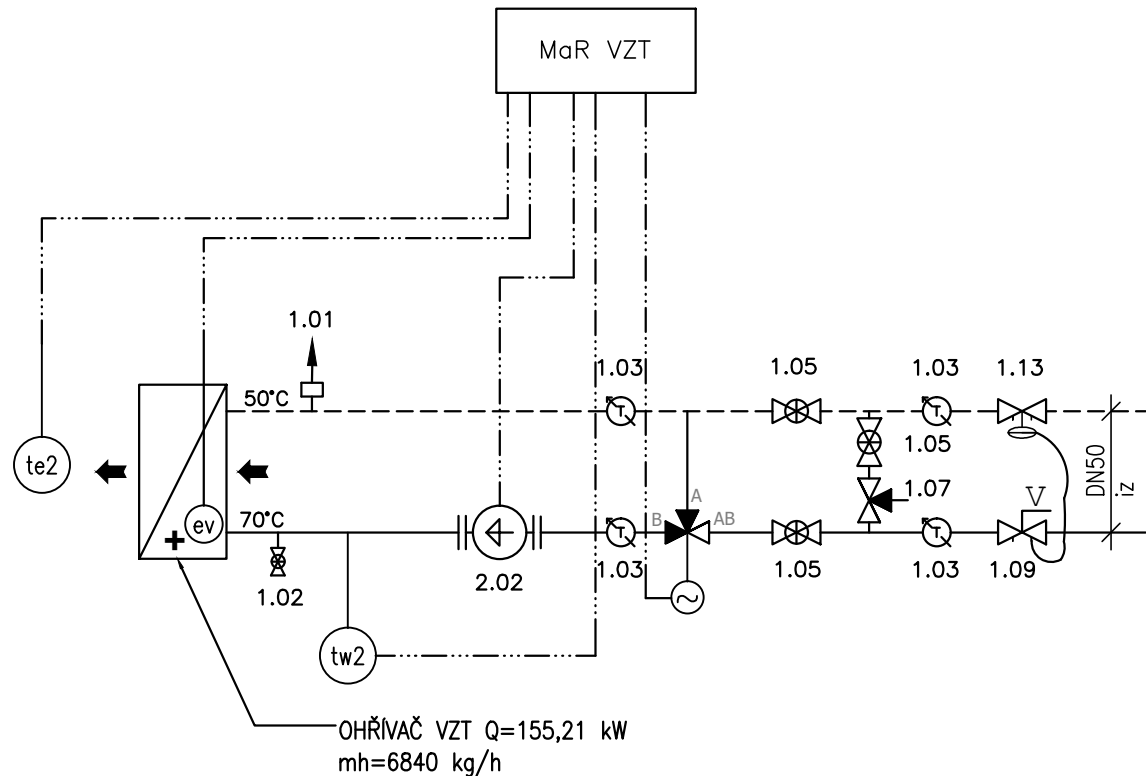 MaR VZT
1.01
50°C
1.03
1.05
1.03
1.13
1.05
te2
T
T
DN50
iz
1.07
A
B
AB
V
ev
70°C
T
T
1.02
2.02
1.03
1.05
1.03
1.09
~
tw2
OHŘÍVAČ VZT Q=155,21 kW
mh=6840 kg/h